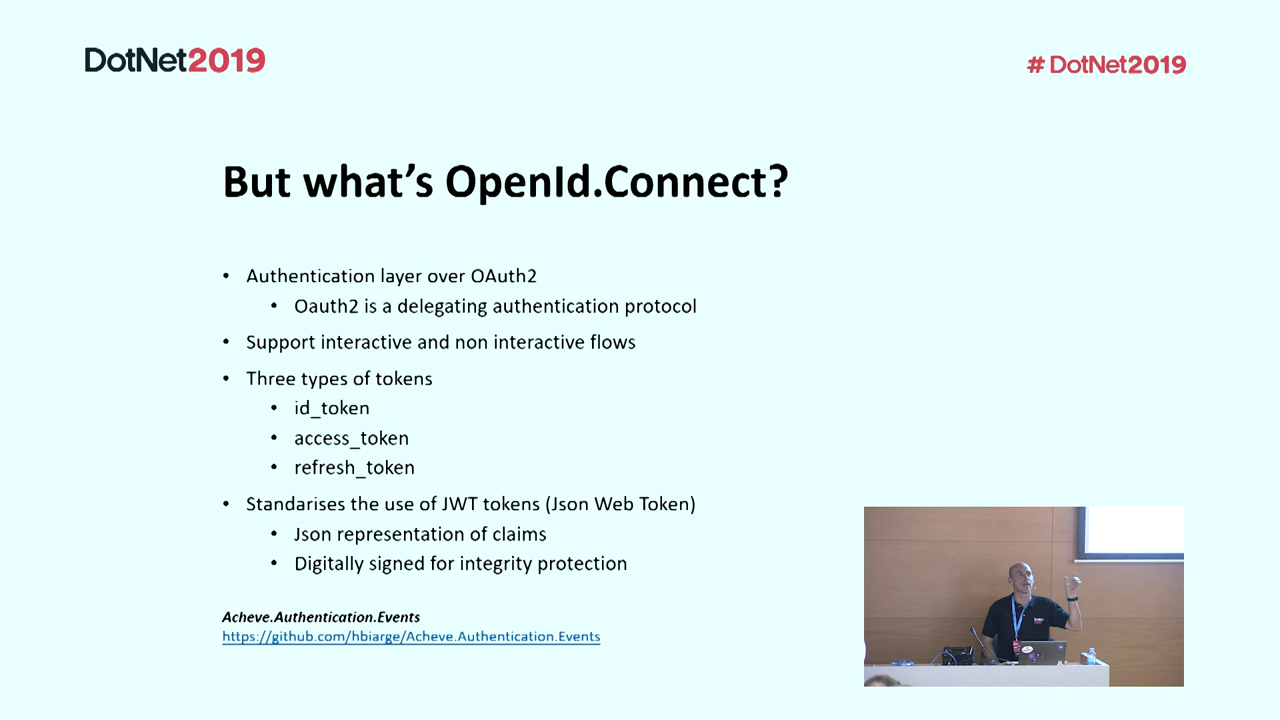 DotNet2019
# DotNet2019
But what's OpenId.Connect?
• Authentication layer over OAuth2
• Oauth2 is a delegating authentication protocol
• Support interactive and non interactive flows
• Three types of tokens
• id_token
• access_token
• refresh_token
• Standarises the use of JWT tokens (Json Web Token)
• Json representation of claims
• Digitally signed for integrity protection
Acheve.Authentication.Events
https://github.com/hbiarge/Acheve.Authentication.Events